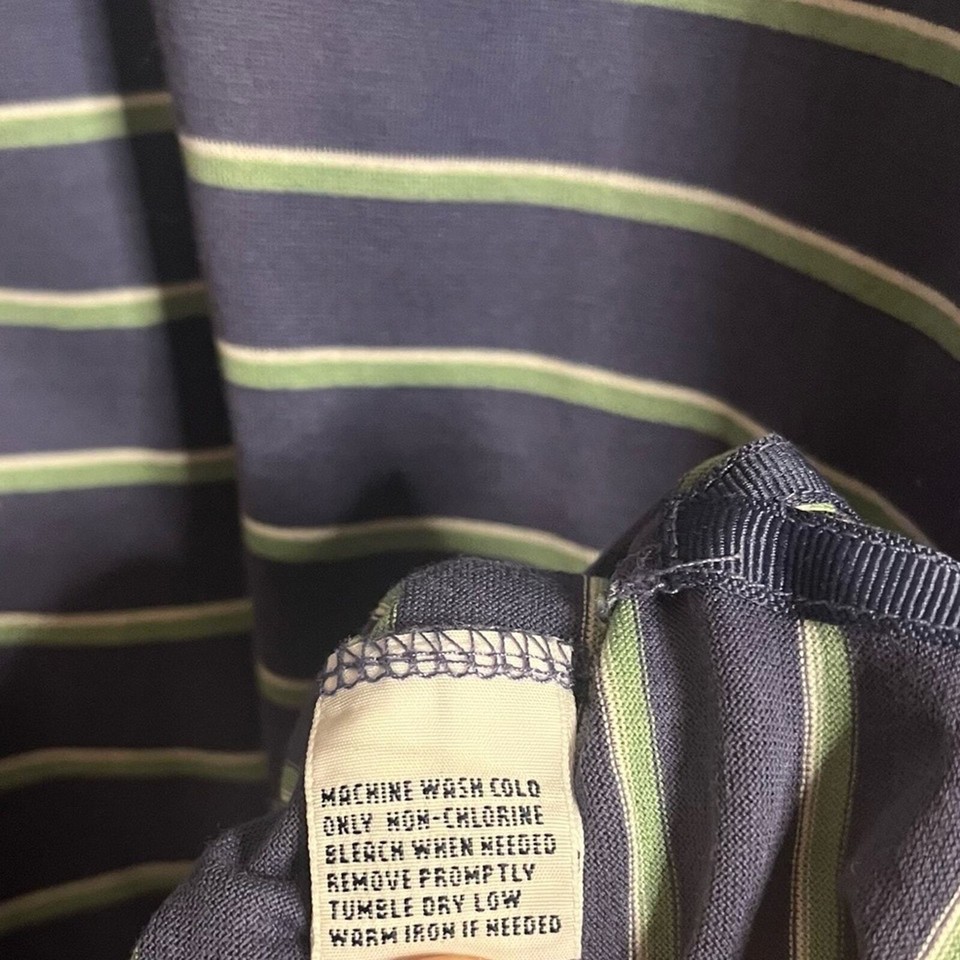 MACHINE WASH COLD
ONLY NON-CHLORINE
BLEACH WHEN NEEDED
REMOVE PROMPTLY
TUMBLE DRY LOW
WARM IRON IF NEEDED